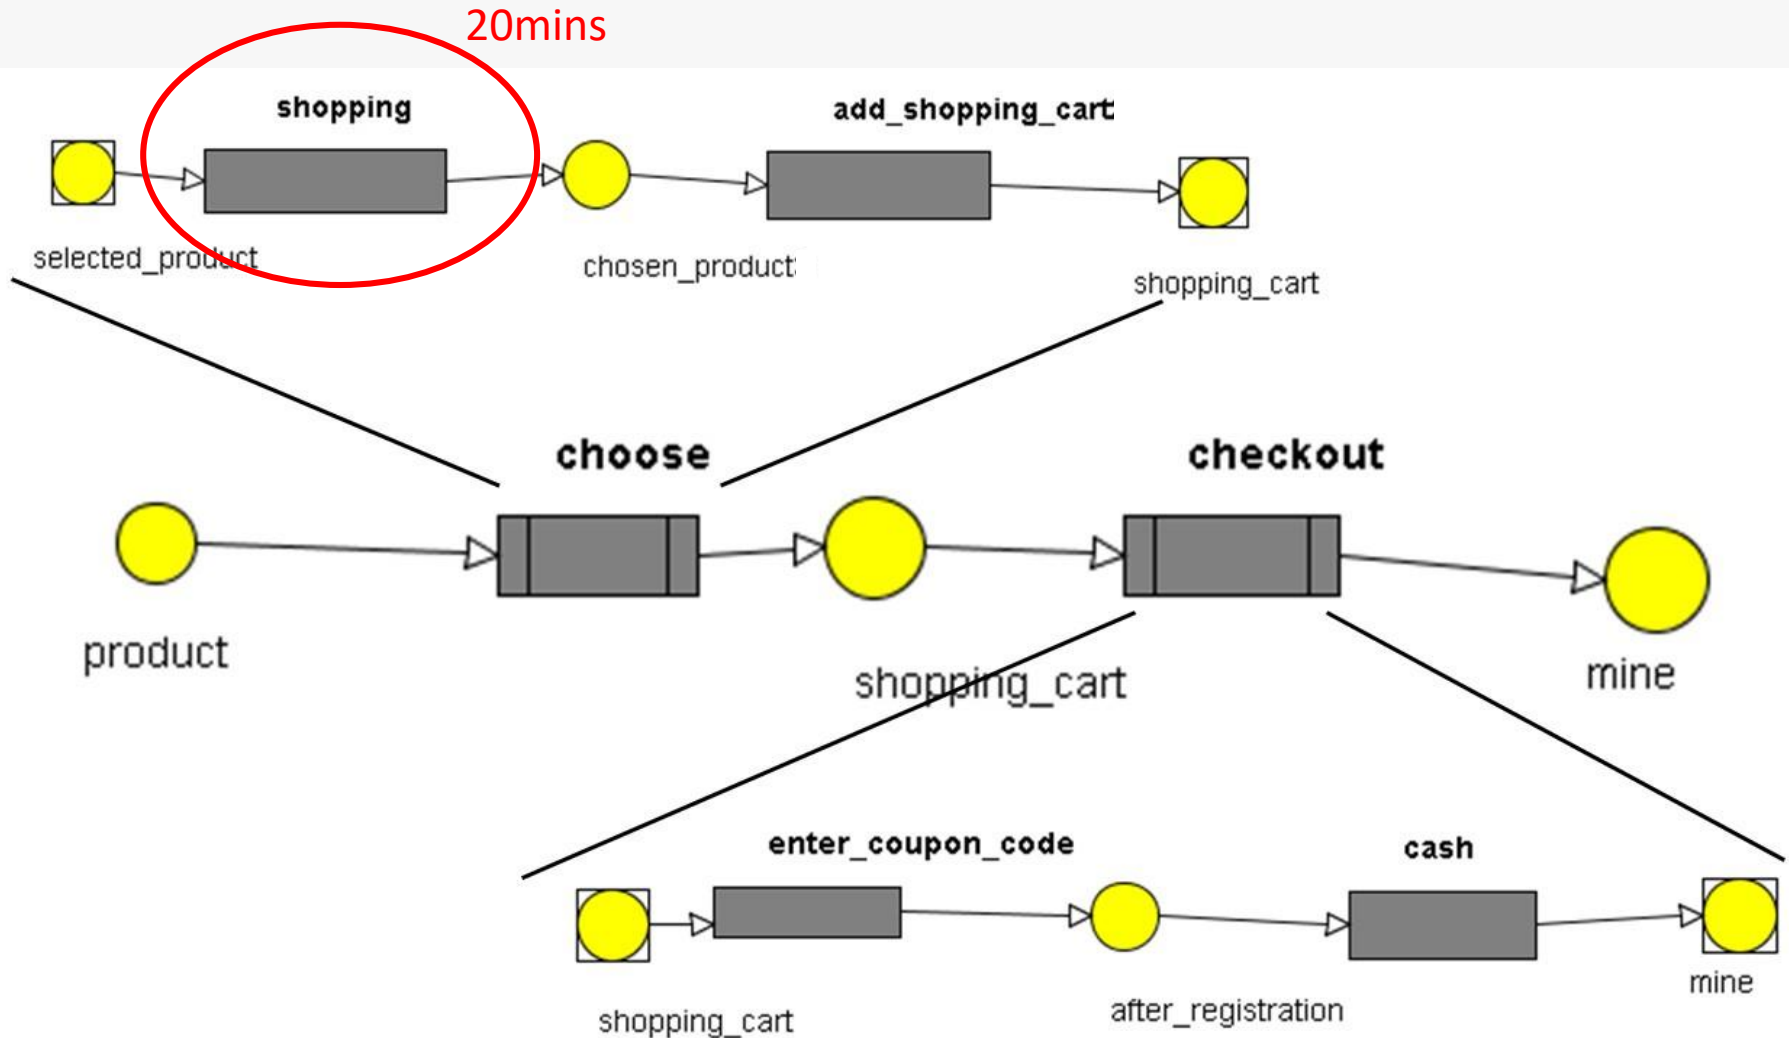 20mins
shopping
add_shopping_cart
selected_product
chosen_product
shopping_cart
choose
checkout
product
shopping_cart
mine
enter_coupon_code
cash
mine
shopping_cart
after_registration